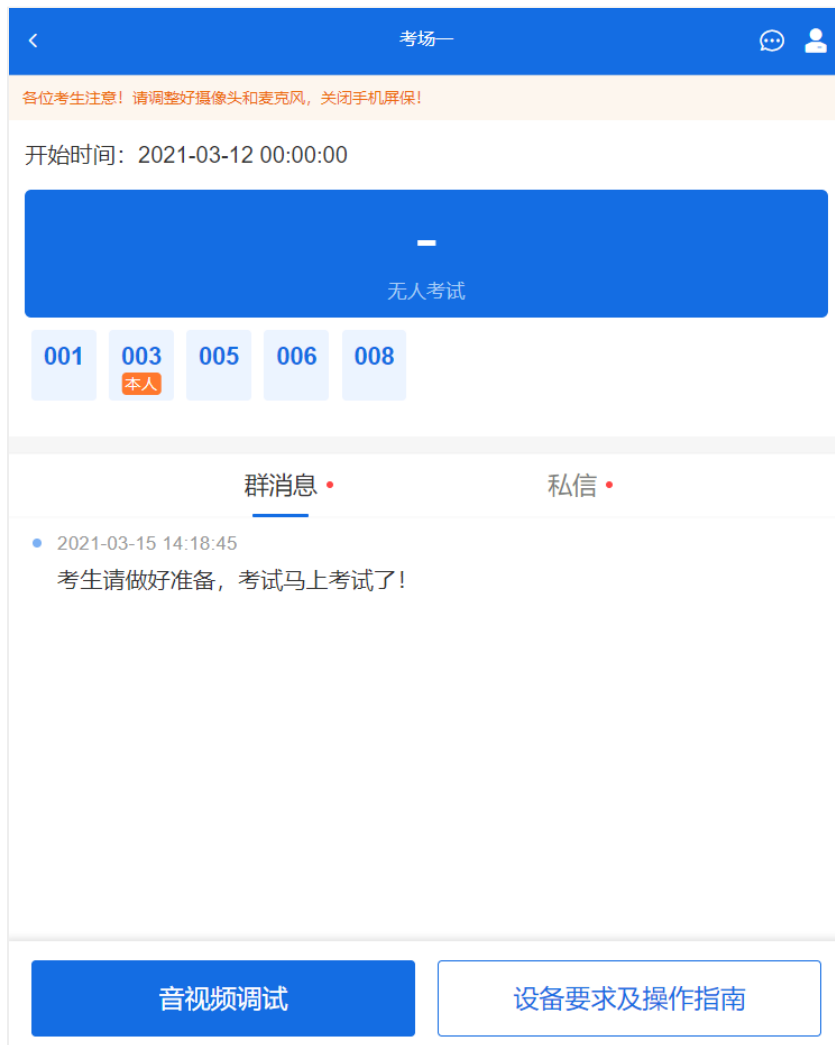 考场一
各位考生注意！请调整好摄像头和麦克风，关闭手机屏保！
开始时间：2021-03-12 00:00:00
-
无人考试
001 003 005 006 008
本人
群消息 私信
2021-03-15 14:18:45
考生请做好准备，考试马上考试了！
音视频调试 设备要求及操作指南